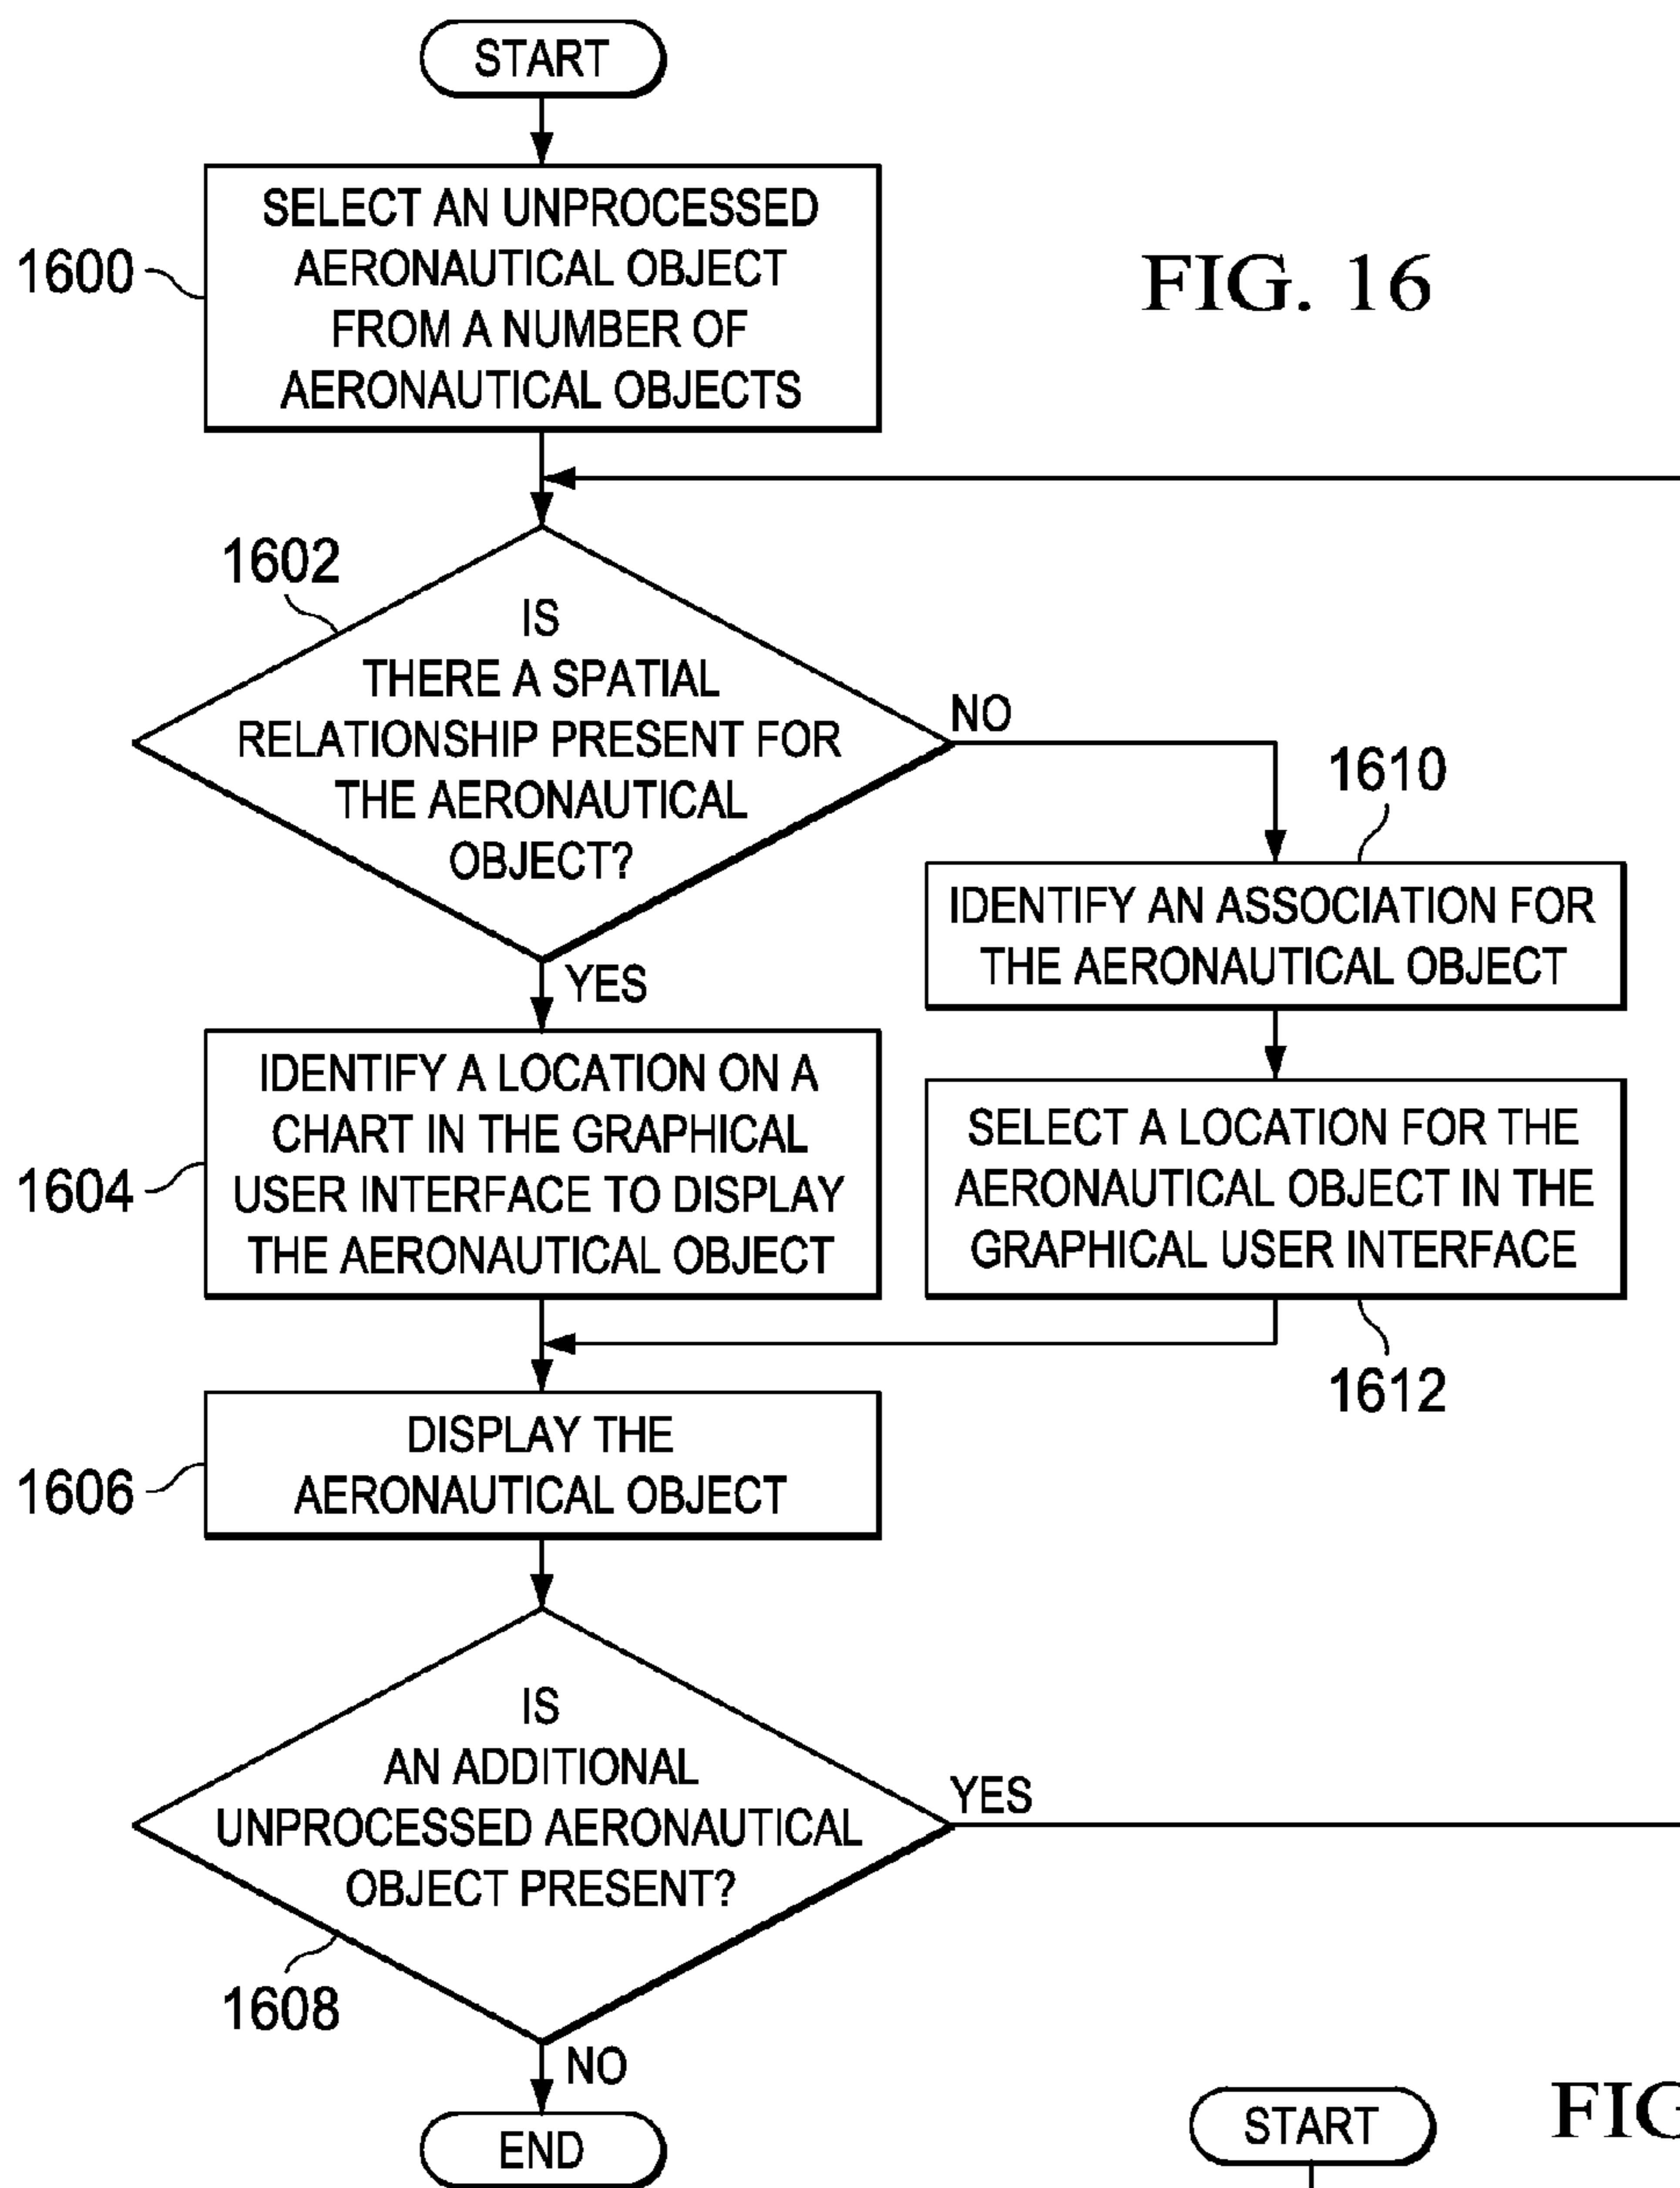 START
SELECT AN UNPROCESSED
AERONAUTICAL OBJECT
FROM A NUMBER OF
AERONAUTICAL OBJECTS
1600
FIG. 16
1602
IS
THERE A SPATIAL
RELATIONSHIP PRESENT FOR
THE AERONAUTICAL
OBJECT?
NO
YES
1610
IDENTIFY AN ASSOCIATION FOR
THE AERONAUTICAL OBJECT
IDENTIFY A LOCATION ON A
CHART IN THE GRAPHICAL
USER INTERFACE TO DISPLAY
THE AERONAUTICAL OBJECT
1604
SELECT A LOCATION FOR THE
AERONAUTICAL OBJECT IN THE
GRAPHICAL USER INTERFACE
1612
DISPLAY THE
AERONAUTICAL OBJECT
1606
IS
AN ADDITIONAL
UNPROCESSED AERONAUTICAL
OBJECT PRESENT?
YES
1608
NO
END
START